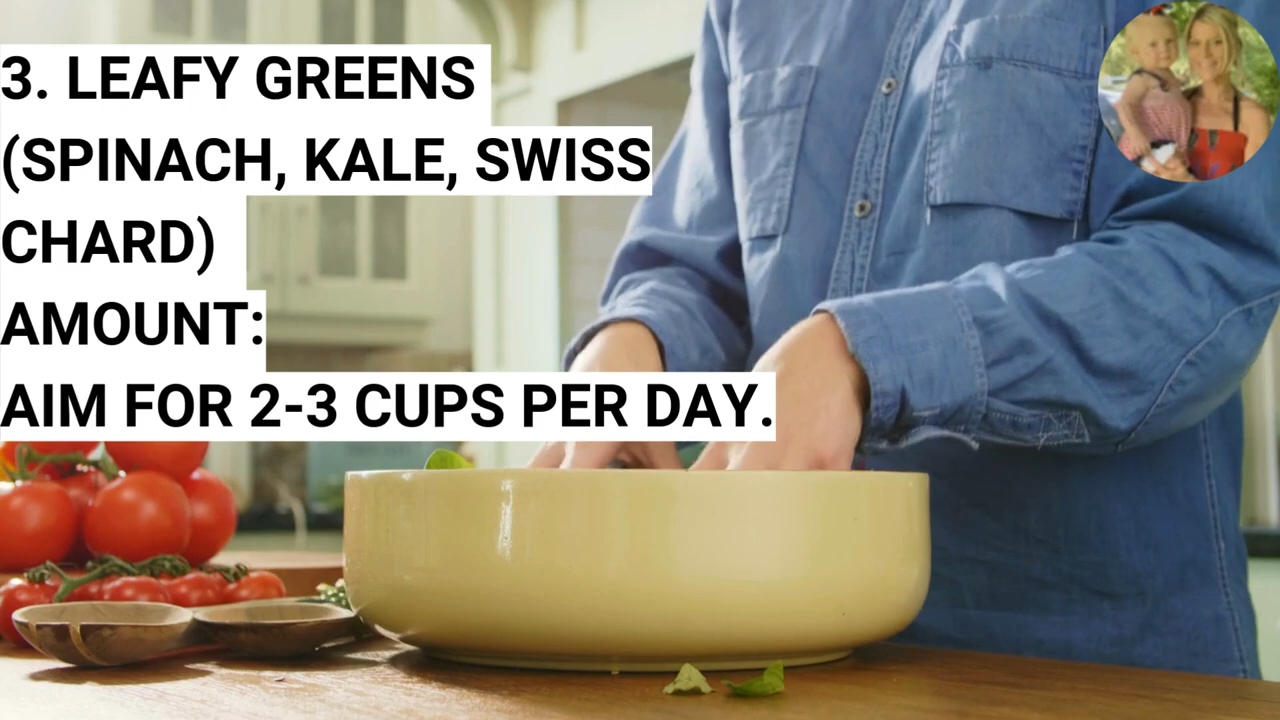 3. LEAFY GREENS
(SPINACH, KALE, SWISS
CHARD)
AMOUNT:
AIM FOR 2-3 CUPS PER DAY.